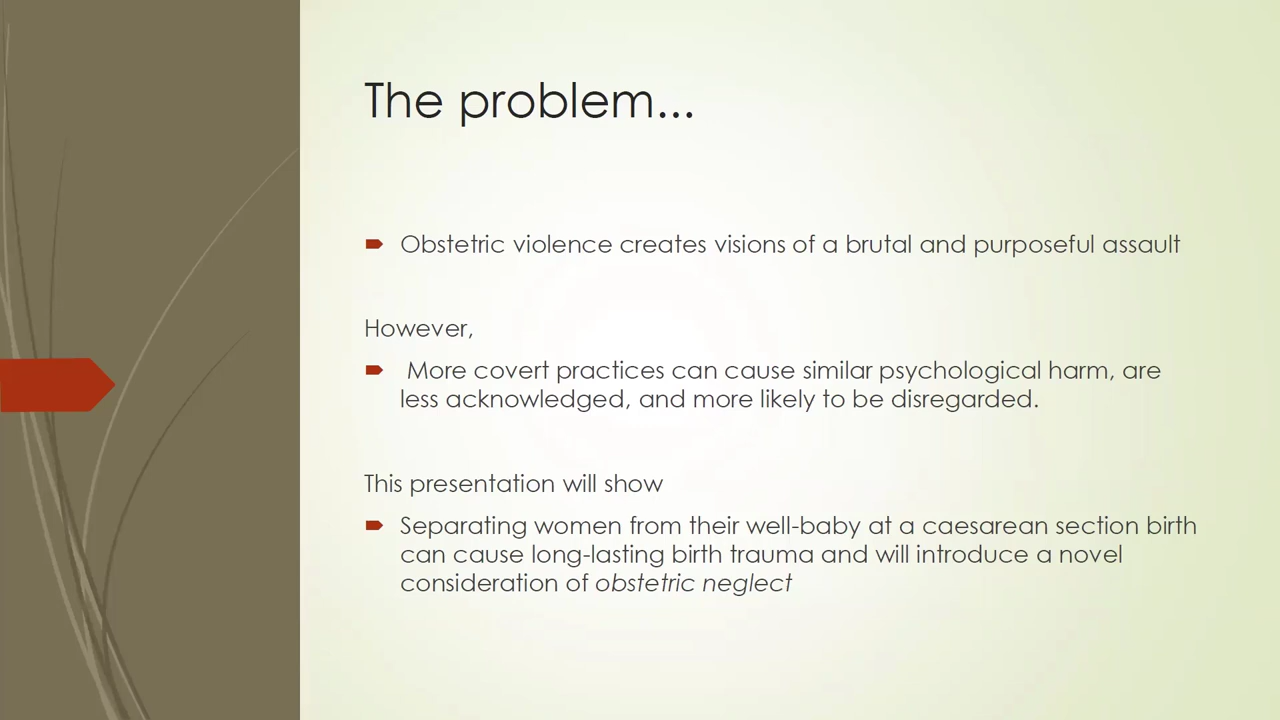 The problem...
Obstetric violence creates visions of a brutal and purposeful assault
However,
More covert practices can cause similar psychological harm, are
less acknowledged, and more likely to be disregarded.
This presentation will show
Separating women from their well-baby at a caesarean section birth
can cause long-lasting birth trauma and will introduce a novel
consideration of obstetric neglect